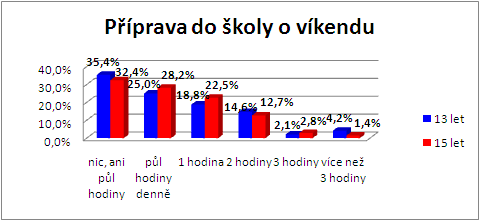 Příprava do školy o víkendu
35,4%
32,4%
25,0%
28,2%
18,8%
22,5%
14,6%
12,7%
2,1%
2,8%
4,2%
1,4%
40,0%
30,0%
20,0%
10,0%
0,0%
nic, ani půl hodiny
půl hodiny denně
1 hodina
2 hodiny
3 hodiny
více než 3 hodiny
13 let
15 let